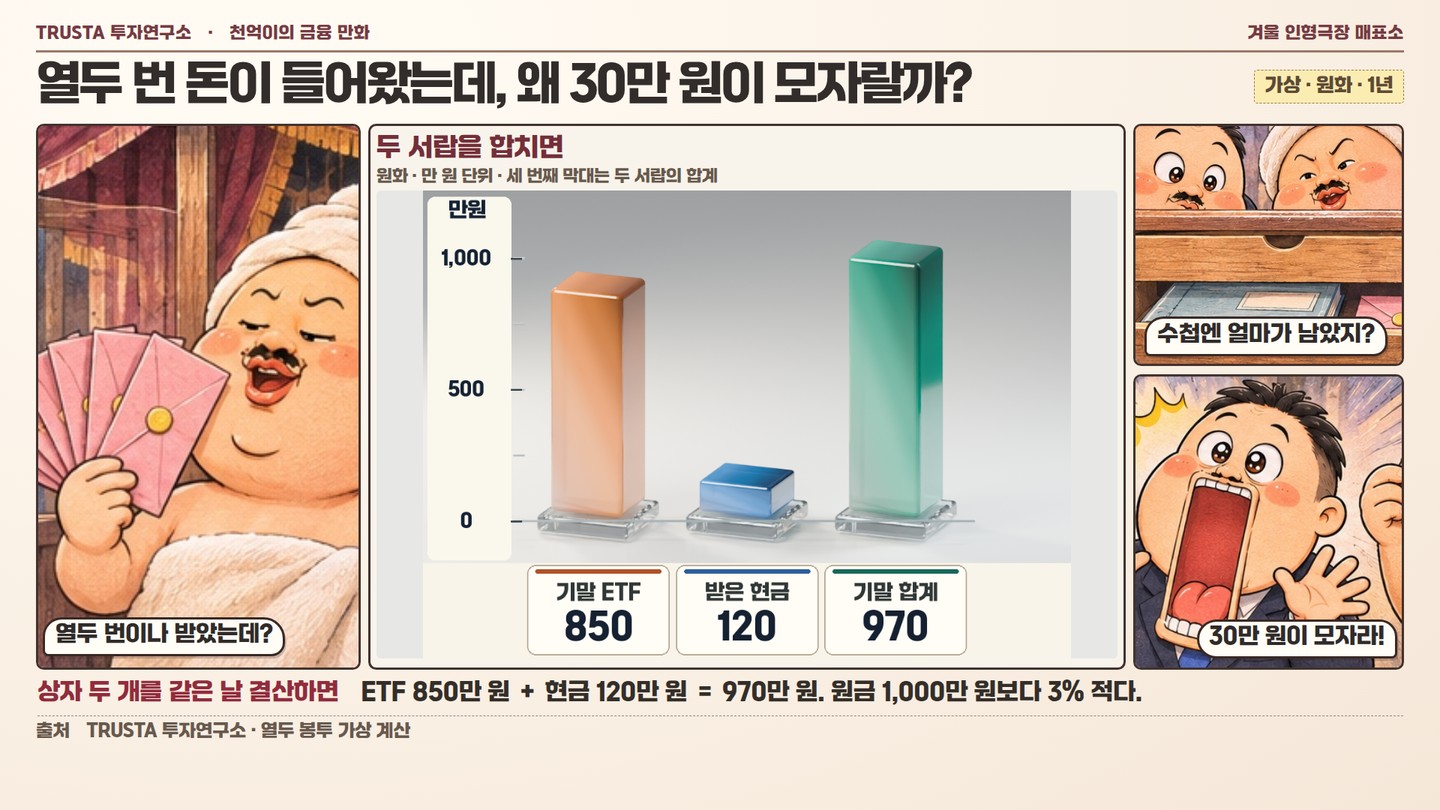 TRUSTA 투자연구소 · 천억이의 금융 만화
겨울 인형극장 매표소
열두 번 돈이 들어왔는데, 왜 30만 원이 모자랄까?
가상 · 원화 · 1년
열두 번이나 받았는데?
두 서랍을 합치면
원화 · 만 원 단위 · 세 번째 막대는 두 서랍의 합계
만원
1,000
500
0
기말 ETF
850
받은 현금
120
기말 합계
970
수첩엔 얼마가 남았지?
30만 원이 모자라!
상자 두 개를 같은 날 결산하면 ETF 850만 원 + 현금 120만 원 = 970만 원. 원금 1,000만 원보다 3% 적다.
출처 TRUSTA 투자연구소 · 열두 봉투 가상 계산